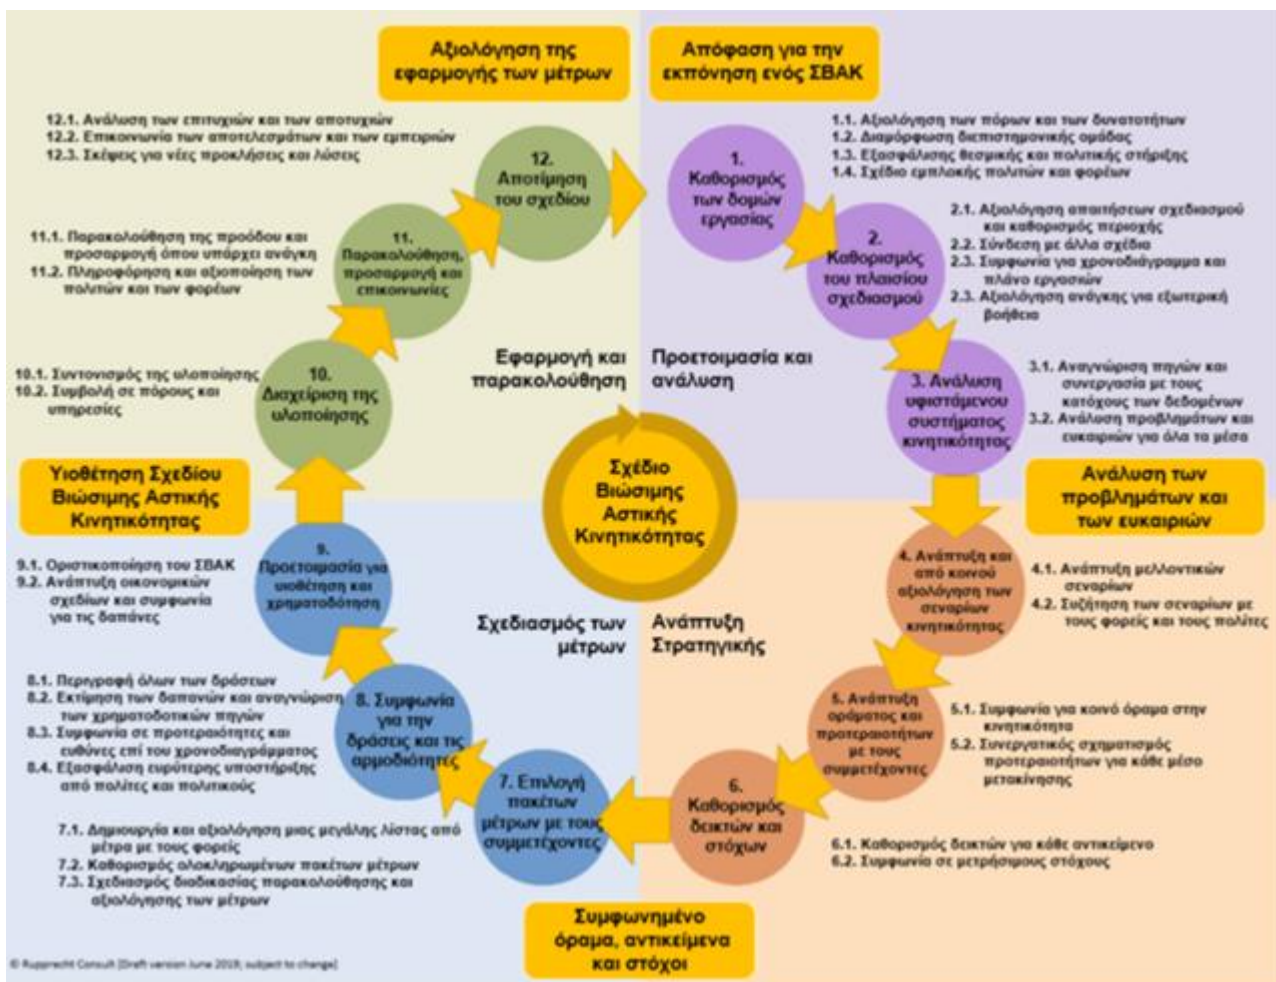 Αξιολόγηση της
εφαρμογής των μέτρων
Απόφαση για την
εκπόνηση ενός ΣΒΑΚ
12.1. Ανάλυση των επιτυχιών και των αποτυχιών
12.2. Επικοινωνία των αποτελεσμάτων και των εμπειριών
12.3. Σκέψεις για νέες προκλήσεις και λύσεις
12.
Αποτίμηση
του σχεδίου
1.
Καθορισμός
των δομών
εργασίας
1.1. Αξιολόγηση των πόρων και των δυνατοτήτων
1.2. Διαμόρφωση διεπιστημονικής ομάδας
1.3. Εξασφάλισης θεσμικής και πολιτικής στήριξης
1.4. Σχέδιο εμπλοκής πολιτών και φορέων
11.1. Παρακολούθηση της προόδου και
προσαρμογή όπου υπάρχει ανάγκη
11.2. Πληροφόρηση και αξιοποίηση των
πολιτών και των φορέων
11.
Παρακολούθηση,
προσαρμογή και
επικοινωνίες
2.
Καθορισμός
του πλαισίου
σχεδιασμού
2.1. Αξιολόγηση απαιτήσεων σχεδιασμού
και καθορισμός περιοχής
2.2. Σύνδεση με άλλα σχέδια
2.3. Συμφωνία για χρονοδιάγραμμα και
πλάνο εργασιών
2.3. Αξιολόγηση ανάγκης για εξωτερική
βοήθεια
10.1. Συντονισμός της υλοποίησης
10.2. Συμβολή σε πόρους και
υπηρεσίες
10.
Διαχείριση της
υλοποίησης
Εφαρμογή και
παρακολούθηση
Προετοιμασία και
ανάλυση
3. Ανάλυση
υφιστάμενου
συστήματος
κινητικότητας
3.1. Αναγνώριση πηγών και
συνεργασία με τους
κατόχους των δεδομένων
3.2. Ανάλυση προβλημάτων και
ευκαιριών για όλα τα μέσα
Υιοθέτηση Σχεδίου
Βιώσιμης Αστικής
Κινητικότητας
Σχέδιο
Βιώσιμης
Αστικής
Κινητικότητας
Ανάλυση των
προβλημάτων και
των ευκαιριών
9.1. Οριστικοποίηση του ΣΒΑΚ
9.2. Ανάπτυξη οικονομικών
σχεδίων και συμφωνία
για τις δαπάνες
9.
Προετοιμασία για
υιοθέτηση και
χρηματοδότηση
4. Ανάπτυξη και
από κοινού
αξιολόγηση των
σεναρίων
κινητικότητας
4.1. Ανάπτυξη μελλοντικών
σεναρίων
4.2. Συζήτηση των σεναρίων με
τους φορείς και τους πολίτες
Σχεδιασμός των
μέτρων
Ανάπτυξη
Στρατηγικής
8.1. Περιγραφή όλων των δράσεων
8.2. Εκτίμηση των δαπανών και αναγνώριση
των χρηματοδοτικών πηγών
8.3. Συμφωνία σε προτεραιότητες και
ευθύνες επί του χρονοδιαγράμματος
8.4. Εξασφάλιση ευρύτερης υποστήριξης
από πολίτες και πολιτικούς
8. Συμφωνία
για την
δράσεις και τις
αρμοδιότητες
5. Ανάπτυξη
οράματος και
προτεραιοτήτων
με τους
συμμετέχοντες
5.1. Συμφωνία για κοινό όραμα στην
κινητικότητα
5.2. Συνεργατικός σχηματισμός
προτεραιοτήτων για κάθε μέσο
μετακίνησης
7. Επιλογή
πακέτων
μέτρων με τους
συμμετέχοντες
6.
Καθορισμός
δεικτών και
στόχων
7.1. Δημιουργία και αξιολόγηση μιας μεγάλης λίστας από
μέτρα με τους φορείς
7.2. Καθορισμός ολοκληρωμένων πακέτων μέτρων
7.3. Σχεδιασμός διαδικασίας παρακολούθησης και
αξιολόγησης των μέτρων
6.1. Καθορισμός δεικτών για κάθε αντικείμενο
6.2. Συμφωνία σε μετρήσιμους στόχους
Συμφωνημένο
όραμα, αντικείμενα
και στόχοι
© Rupprecht Consult [Draft version June 2019; subject to change]